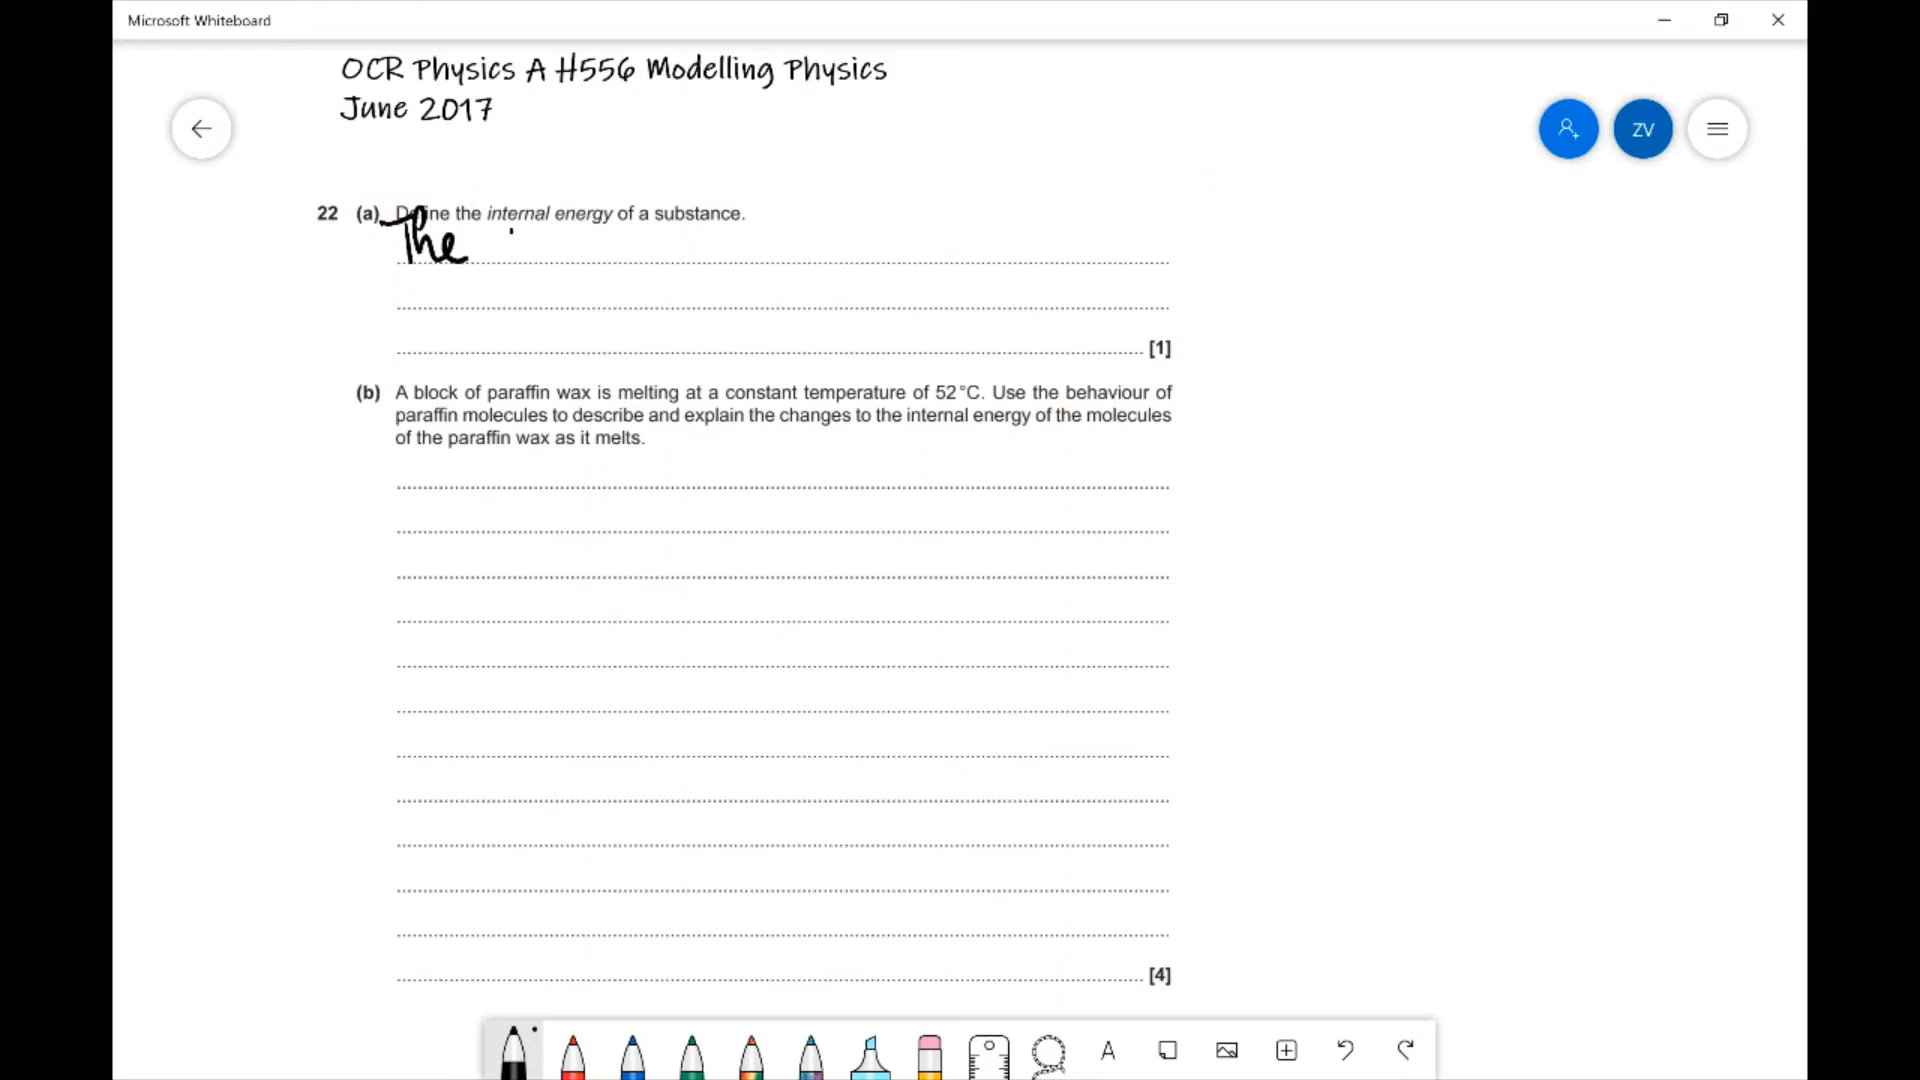 Microsoft Whiteboard
OCR Physics A H556 Modelling Physics
June 2017
ZV
22 (a) Define the internal energy of a substance.
The
[1]
(b) A block of paraffin wax is melting at a constant temperature of 52 °C. Use the behaviour of
paraffin molecules to describe and explain the changes to the internal energy of the molecules
of the paraffin wax as it melts.
[4]
A